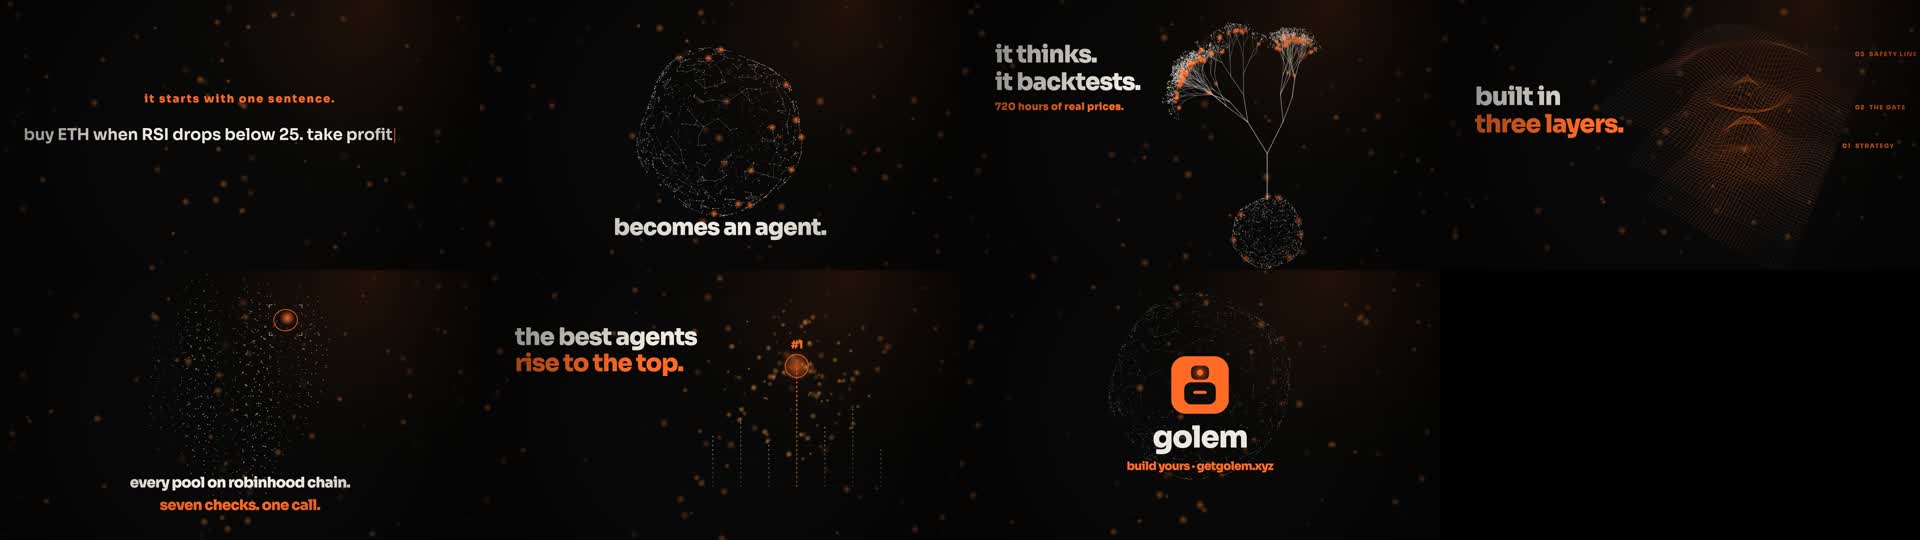 it starts with one sentence.
buy ETH when RSI drops below 25. take profit
becomes an agent.
it thinks.
it backtests.
720 hours of real prices.
built in
three layers.
03 SAFETY LINE
02 THE GATE
01 STRATEGY
every pool on robinhood chain.
seven checks. one call.
the best agents
rise to the top.
#1
golem
build yours · getgolem.xyz